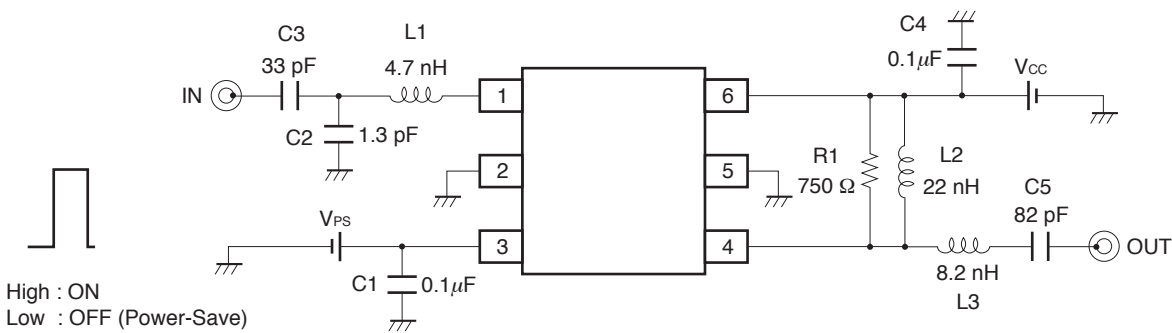 C3
33 pF
L1
4.7 nH
IN
C2
1.3 pF
1
2
3
6
5
4
C4
0.1μF
VCC
R1
750 Ω
L2
22 nH
C5
82 pF
OUT
8.2 nH
L3
VPS
C1
0.1μF
High : ON
Low : OFF (Power-Save)